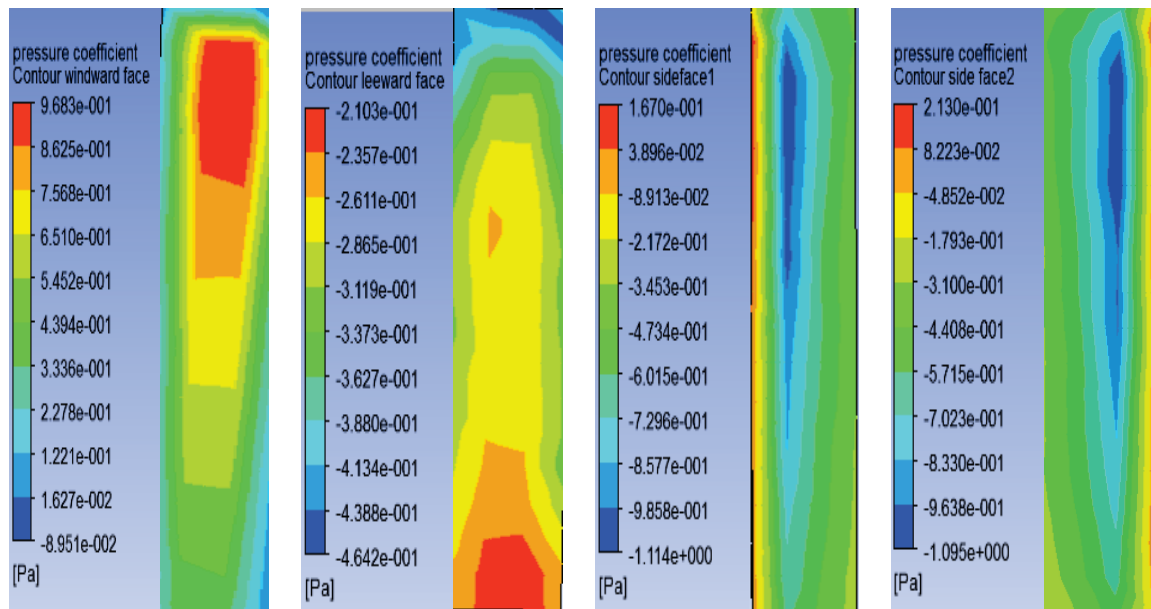 pressure coefficient
Contour windward face
9.683e-001
8.625e-001
7.568e-001
6.510e-001
5.452e-001
4.394e-001
3.336e-001
2.278e-001
1.221e-001
1.627e-002
-8.951e-002
[Pa]
pressure coefficient
Contour leeward face
-2.103e-001
-2.357e-001
-2.611e-001
-2.865e-001
-3.119e-001
-3.373e-001
-3.627e-001
-3.880e-001
-4.134e-001
-4.388e-001
-4.642e-001
[Pa]
pressure coefficient
Contour sideface1
1.670e-001
3.896e-002
-8.913e-002
-2.172e-001
-3.453e-001
-4.734e-001
-6.015e-001
-7.296e-001
-8.577e-001
-9.858e-001
-1.114e+000
[Pa]
pressure coefficient
Contour side face2
2.130e-001
8.223e-002
-4.852e-002
-1.793e-001
-3.100e-001
-4.408e-001
-5.715e-001
-7.023e-001
-8.330e-001
-9.638e-001
-1.095e+000
[Pa]